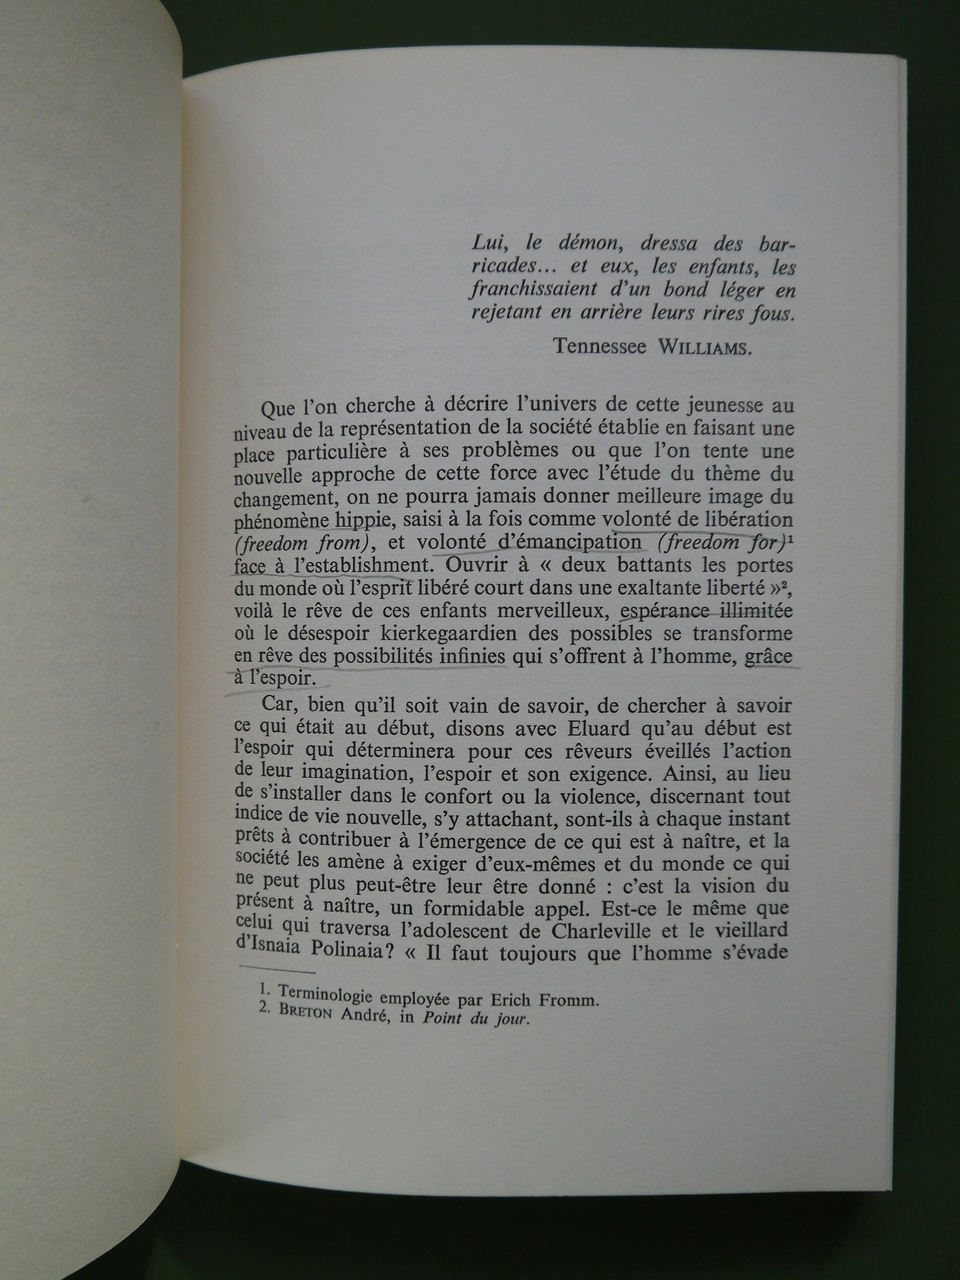 Lui, le démon, dressa des bar-
ricades... et eux, les enfants, les
franchissaient d'un bond léger en
rejetant en arrière leurs rires fous.
Tennessee WILLIAMS.
Que l'on cherche à décrire l'univers de cette jeunesse au
niveau de la représentation de la société établie en faisant une
place particulière à ses problèmes ou que l'on tente une
nouvelle approche de cette force avec l'étude du thème du
changement, on ne pourra jamais donner meilleure image du
phénomène hippie, saisi à la fois comme volonté de libération
(freedom from), et volonté d'émancipation (freedom for)¹
face à l'establishment. Ouvrir à « deux battants les portes
du monde où l'esprit libéré court dans une exaltante liberté »²,
voilà le rêve de ces enfants merveilleux, espérance illimitée
où le désespoir kierkegaardien des possibles se transforme
en rêve des possibilités infinies qui s'offrent à l'homme, grâce
à l'espoir.
Car, bien qu'il soit vain de savoir, de chercher à savoir
ce qui était au début, disons avec Eluard qu'au début est
l'espoir qui déterminera pour ces rêveurs éveillés l'action
de leur imagination, l'espoir et son exigence. Ainsi, au lieu
de s'installer dans le confort ou la violence, discernant tout
indice de vie nouvelle, s'y attachant, sont-ils à chaque instant
prêts à contribuer à l'émergence de ce qui est à naître, et la
société les amène à exiger d'eux-mêmes et du monde ce qui
ne peut plus peut-être leur être donné : c'est la vision du
présent à naître, un formidable appel. Est-ce le même que
celui qui traversa l'adolescent de Charleville et le vieillard
d'Isnaia Polinaia? « Il faut toujours que l'homme s'évade
1. Terminologie employée par Erich Fromm.
2. BRETON André, in Point du jour.